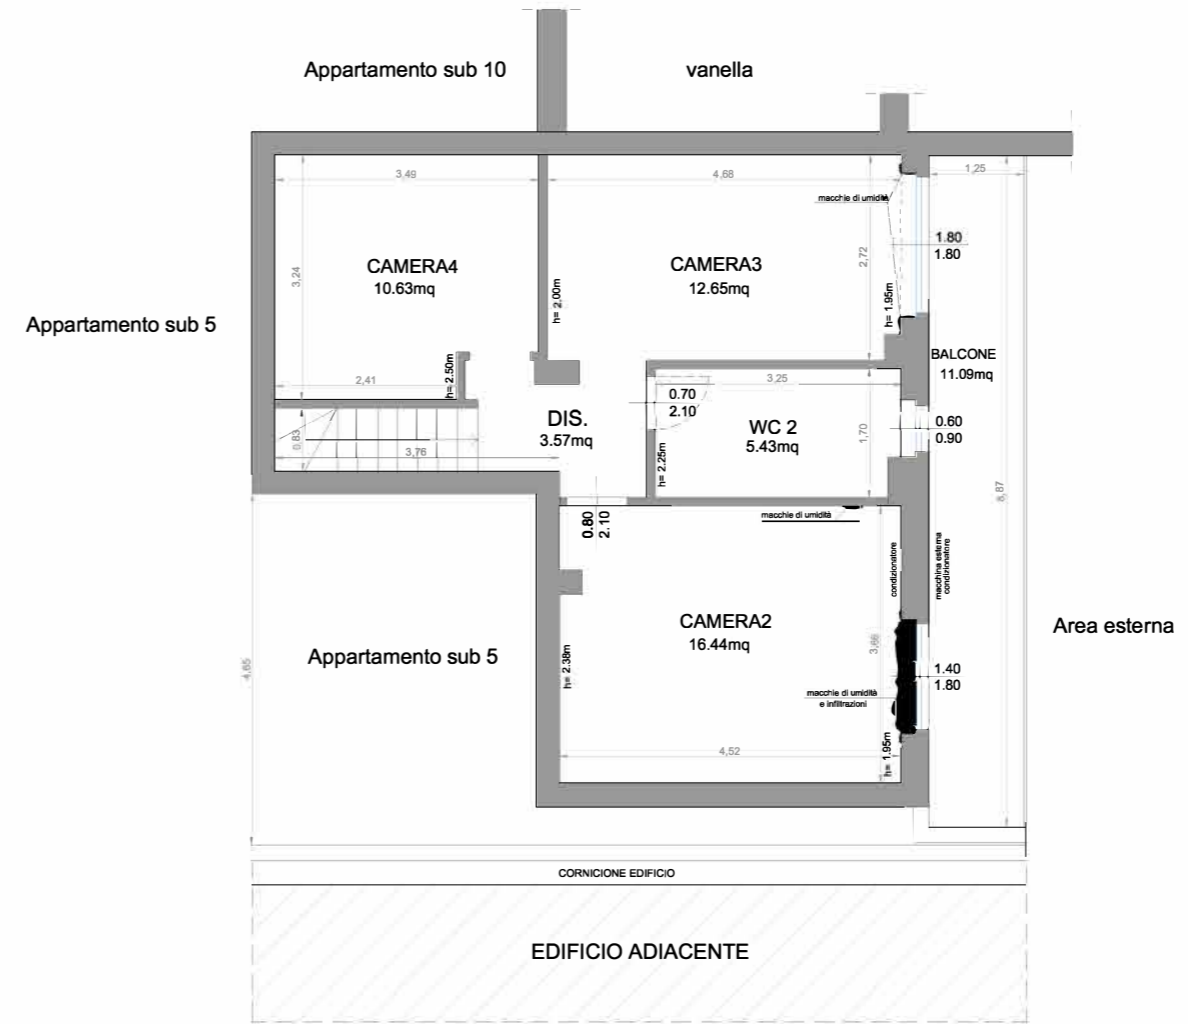 Appartamento sub 10
vanella
3,49
4,68
1,25
macchie di umidità
1.80
1.80
2,72
3,24
CAMERA4
10.63mq
CAMERA3
12.65mq
h= 2,00m
h= 1.95m
Appartamento sub 5
BALCONE
11.09mq
2,41
h= 2.50m
3,25
0.70
2.10
DIS.
3.57mq
WC 2
5.43mq
1,70
0.60
0.90
0,83
3,76
h= 2.25m
8,87
0.80
2.10
macchie di umidità
condizionatore
macchina esterna
condizionatore
CAMERA2
16.44mq
3,66
Area esterna
Appartamento sub 5
4,65
h= 2.38m
1.40
1.80
macchie di umidità
e infiltrazioni
4,52
h= 1.95m
CORNICIONE EDIFICIO
EDIFICIO ADIACENTE